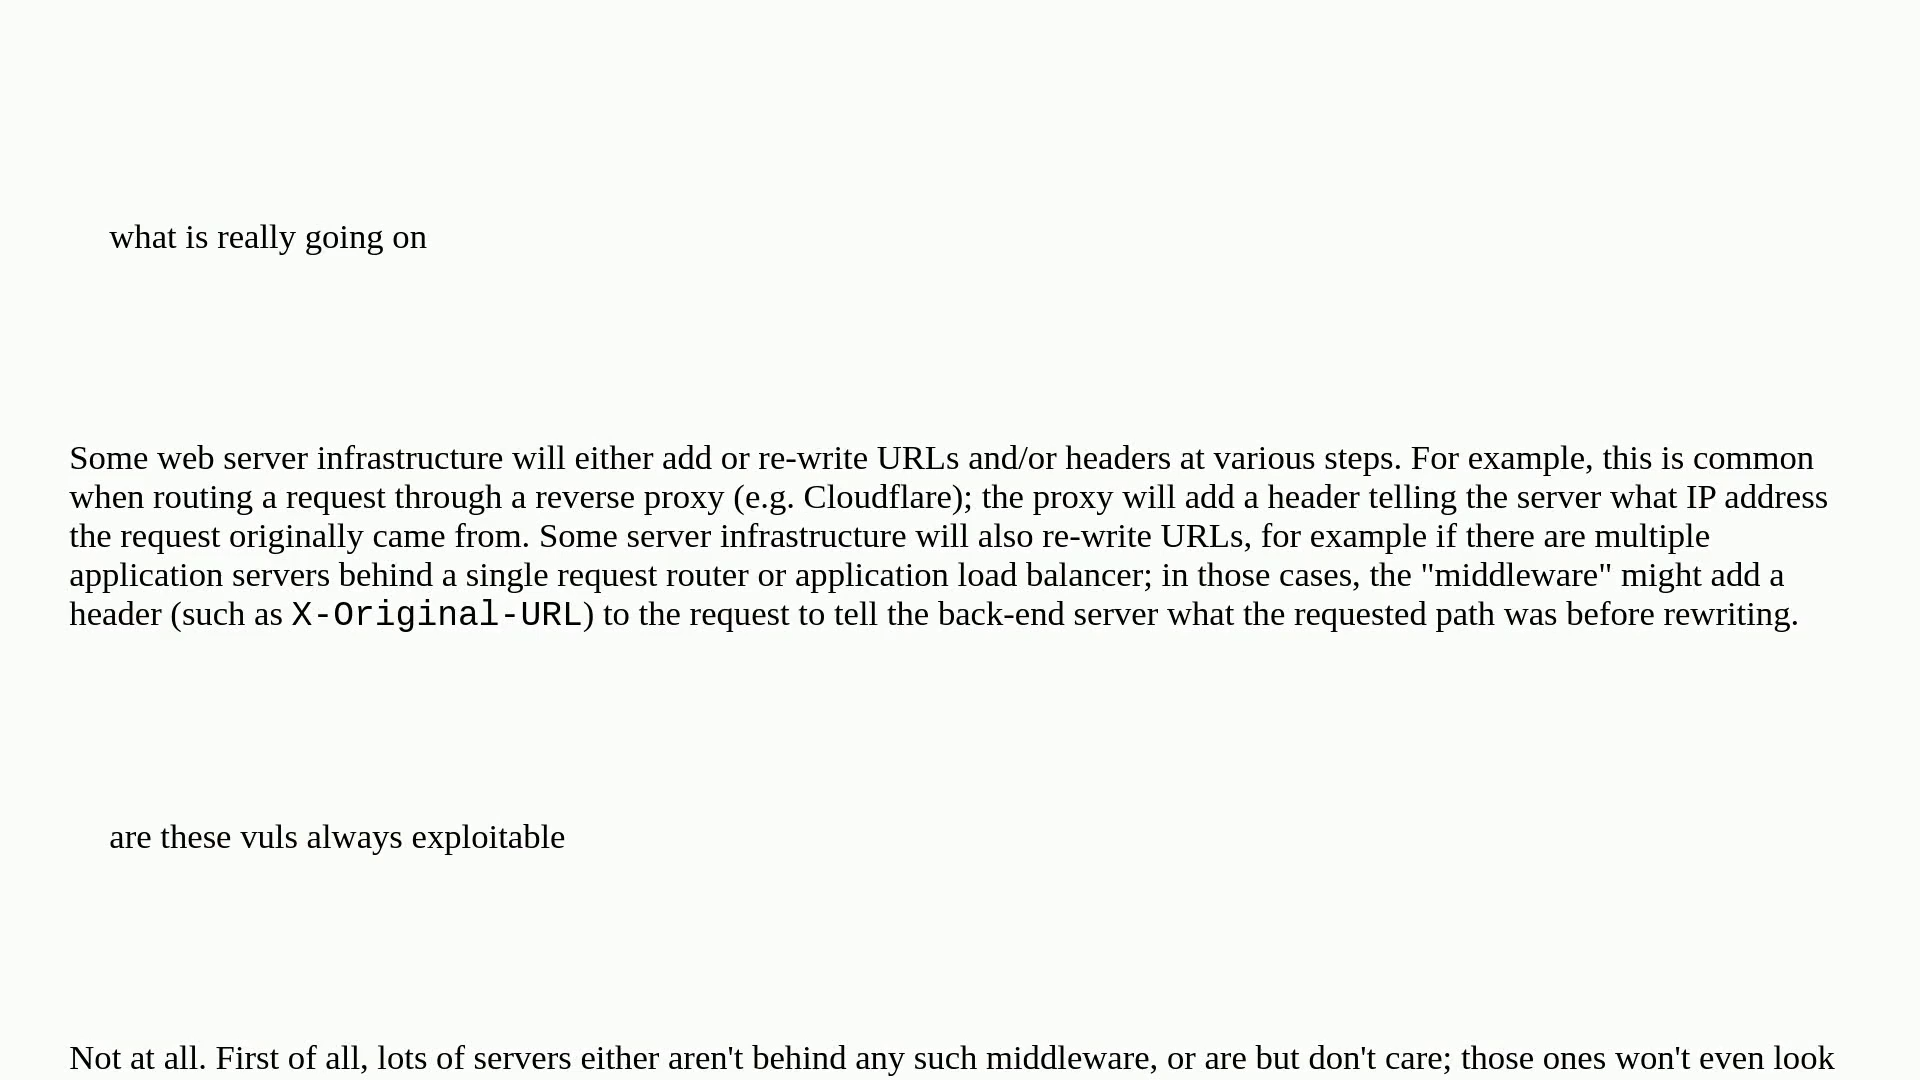 what is really going on
Some web server infrastructure will either add or re-write URLs and/or headers at various steps. For example, this is common
when routing a request through a reverse proxy (e.g. Cloudflare); the proxy will add a header telling the server what IP address
the request originally came from. Some server infrastructure will also re-write URLs, for example if there are multiple
application servers behind a single request router or application load balancer; in those cases, the "middleware" might add a
header (such as X-Original-URL) to the request to tell the back-end server what the requested path was before rewriting.
are these vuls always exploitable
Not at all. First of all, lots of servers either aren't behind any such middleware, or are but don't care; those ones won't even look